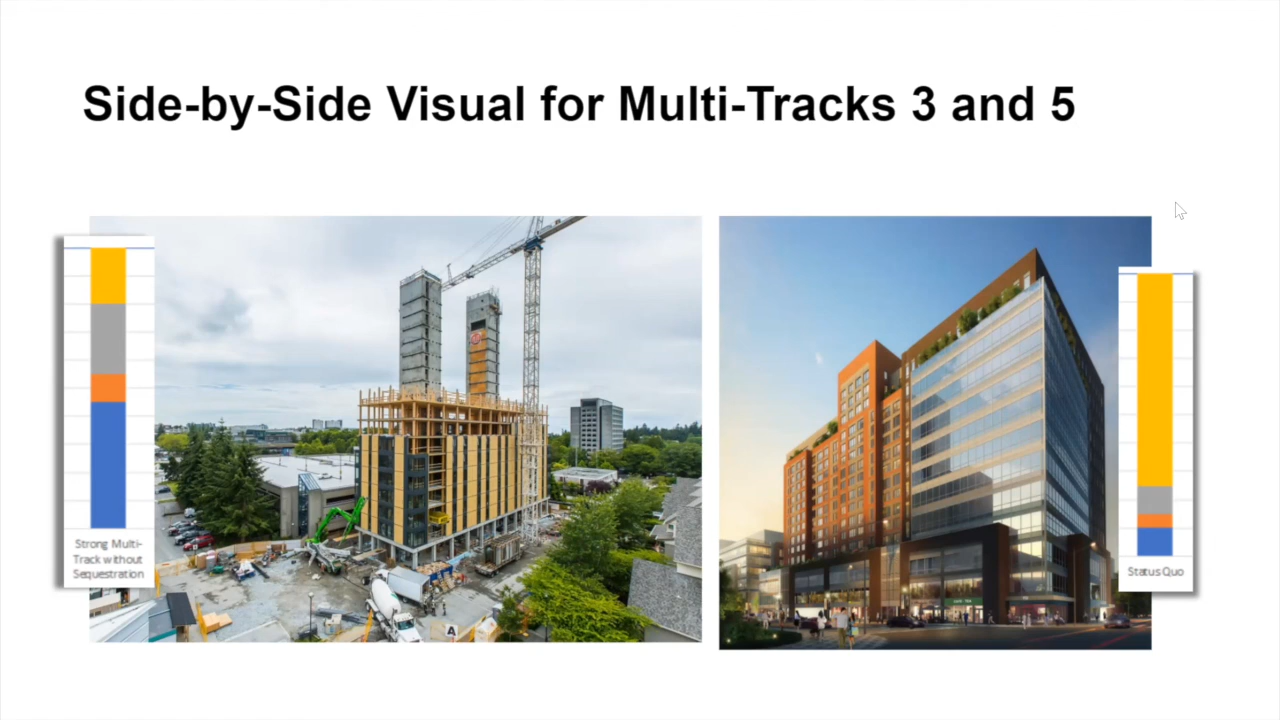 Side-by-Side Visual for Multi-Tracks 3 and 5
Strong Multi-
Track without
Sequestration
A
Status Quo